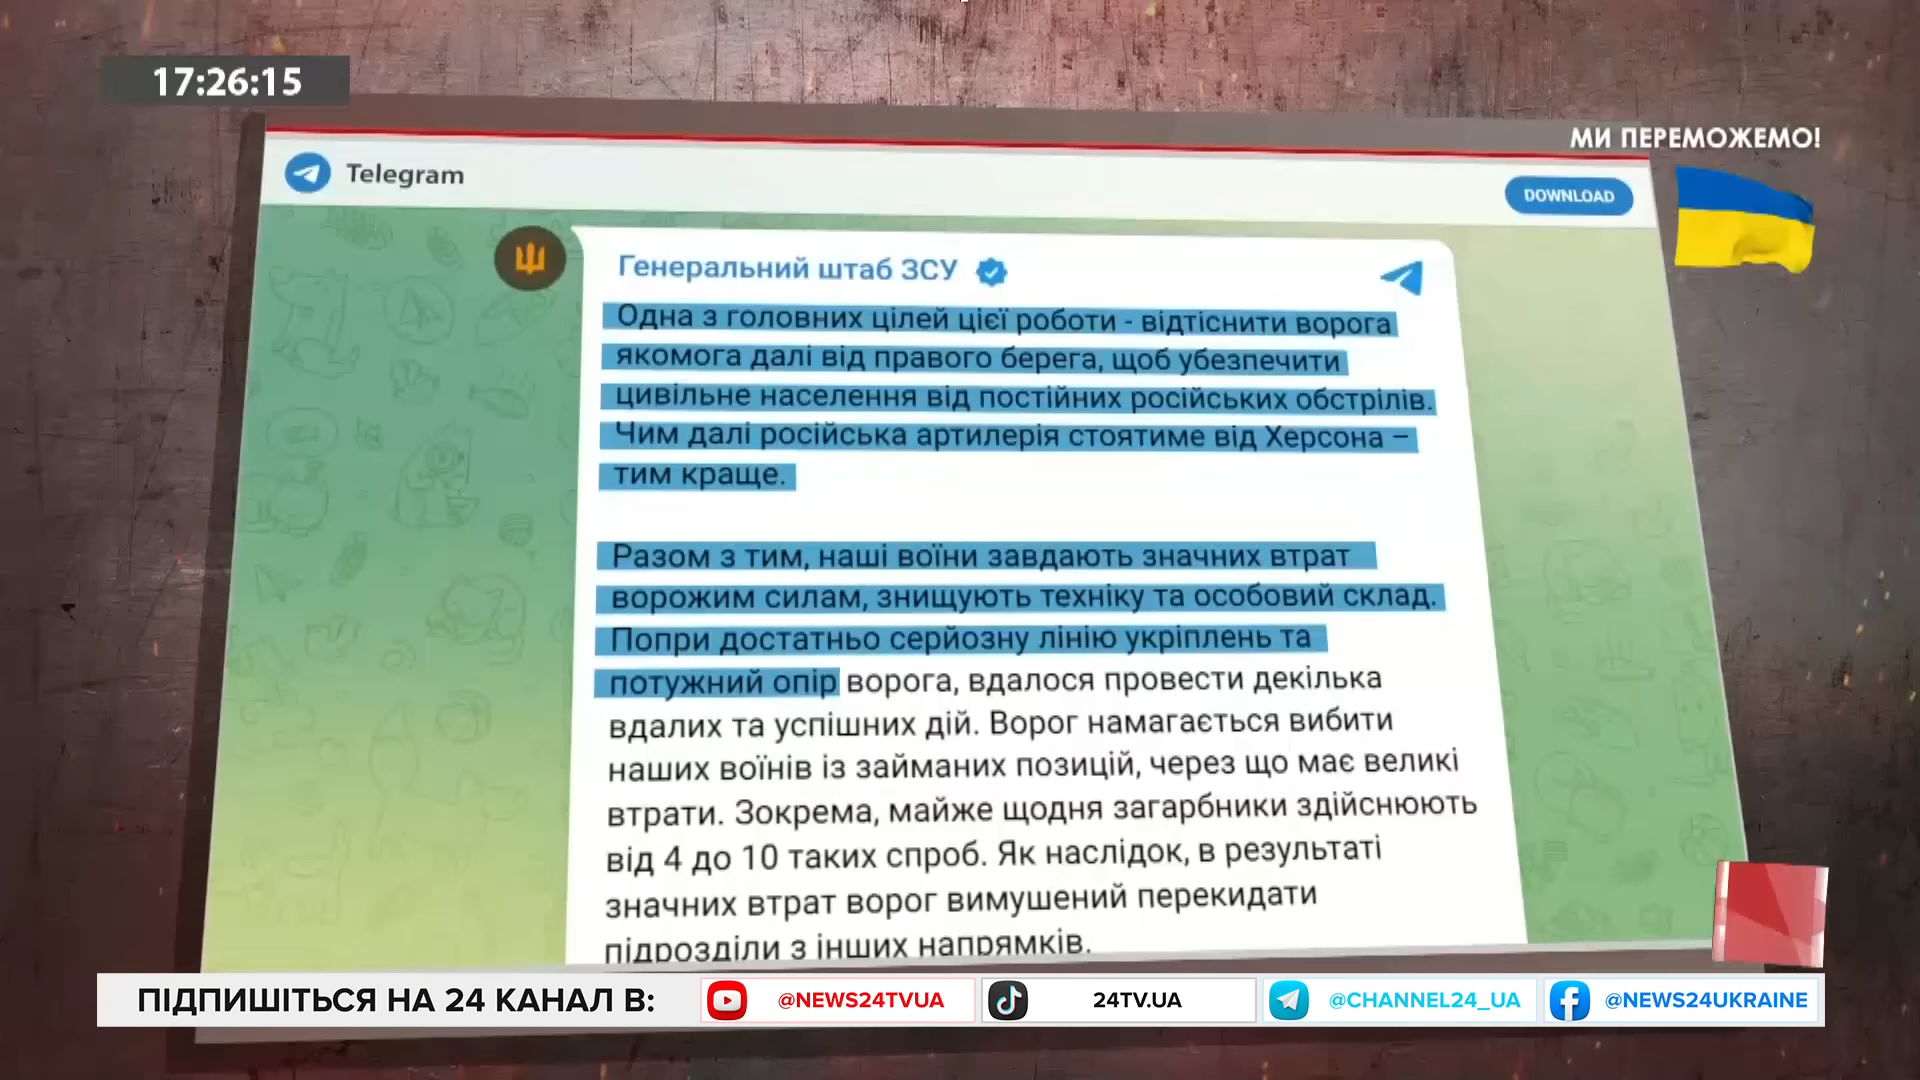 17:26:15
МИ ПЕРЕМОЖЕМО!
Telegram
DOWNLOAD
Генеральний штаб ЗСУ
Одна з головних цілей цієї роботи - відтіснити ворога
якомога далі від правого берега, щоб убезпечити
цивільне населення від постійних російських обстрілів.
Чим далі російська артилерія стоятиме від Херсона –
тим краще.
Разом з тим, наші воїни завдають значних втрат
ворожим силам, знищують техніку та особовий склад.
Попри достатньо серйозну лінію укріплень та
потужний опір ворога, вдалося провести декілька
вдалих та успішних дій. Ворог намагається вибити
наших воїнів із займаних позицій, через що має великі
втрати. Зокрема, майже щодня загарбники здійснюють
від 4 до 10 таких спроб. Як наслідок, в результаті
значних втрат ворог вимушений перекидати
підрозділи з інших напрямків.
ПІДПИШІТЬСЯ НА 24 КАНАЛ В:
@NEWS24TVUA
24TV.UA
@CHANNEL24_UA
@NEWS24UKRAINE